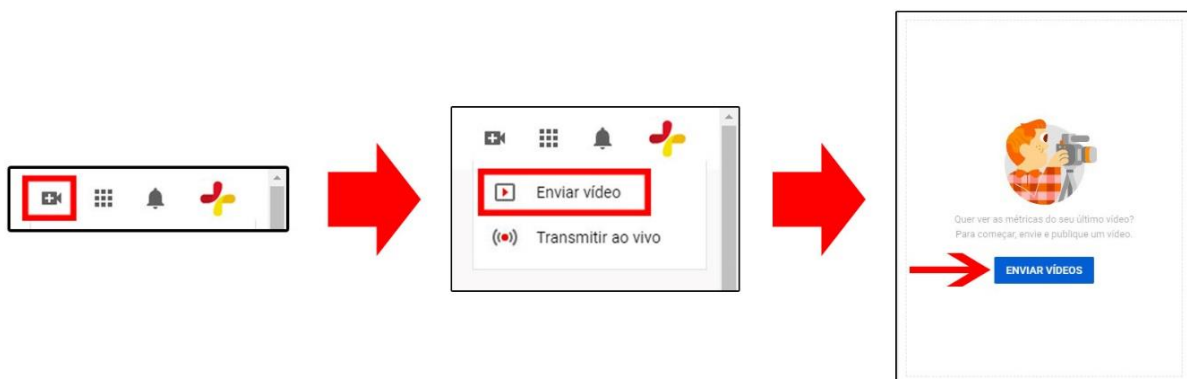 Enviar vídeo
Transmitir ao vivo
Quer ver as métricas do seu último vídeo?
Para começar, envie e publique um vídeo.
ENVIAR VÍDEOS